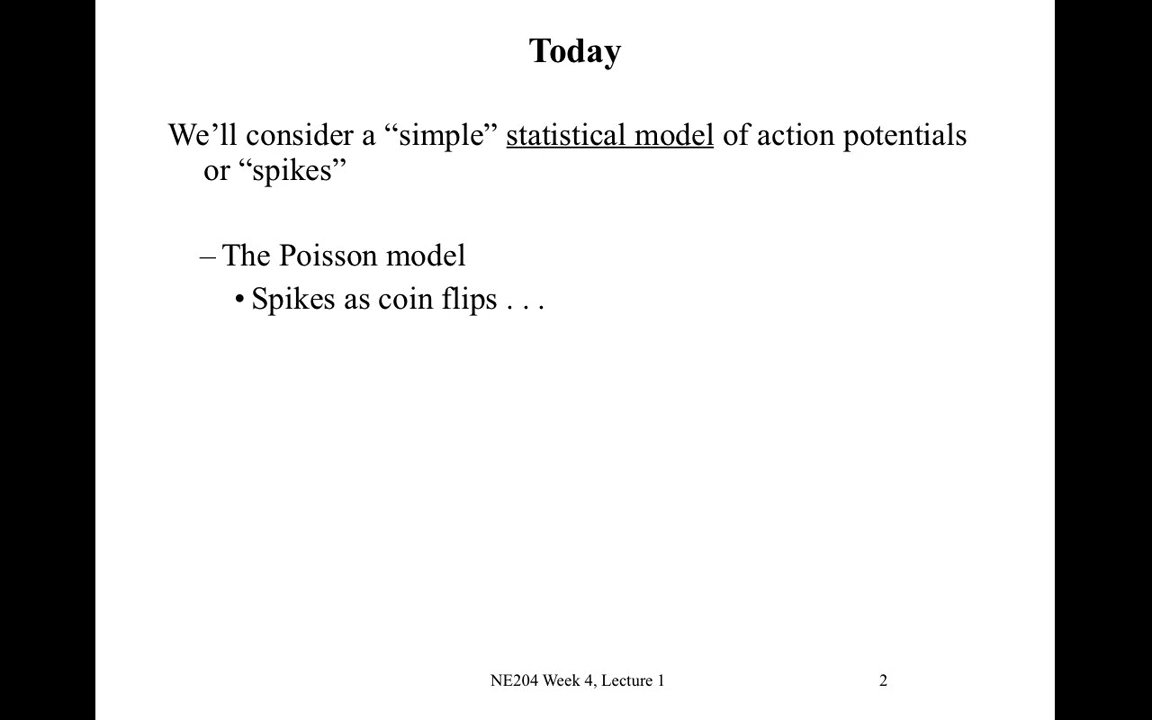 Today
We’ll consider a “simple” statistical model of action potentials
or “spikes”
– The Poisson model
• Spikes as coin flips . . .
NE204 Week 4, Lecture 1
2